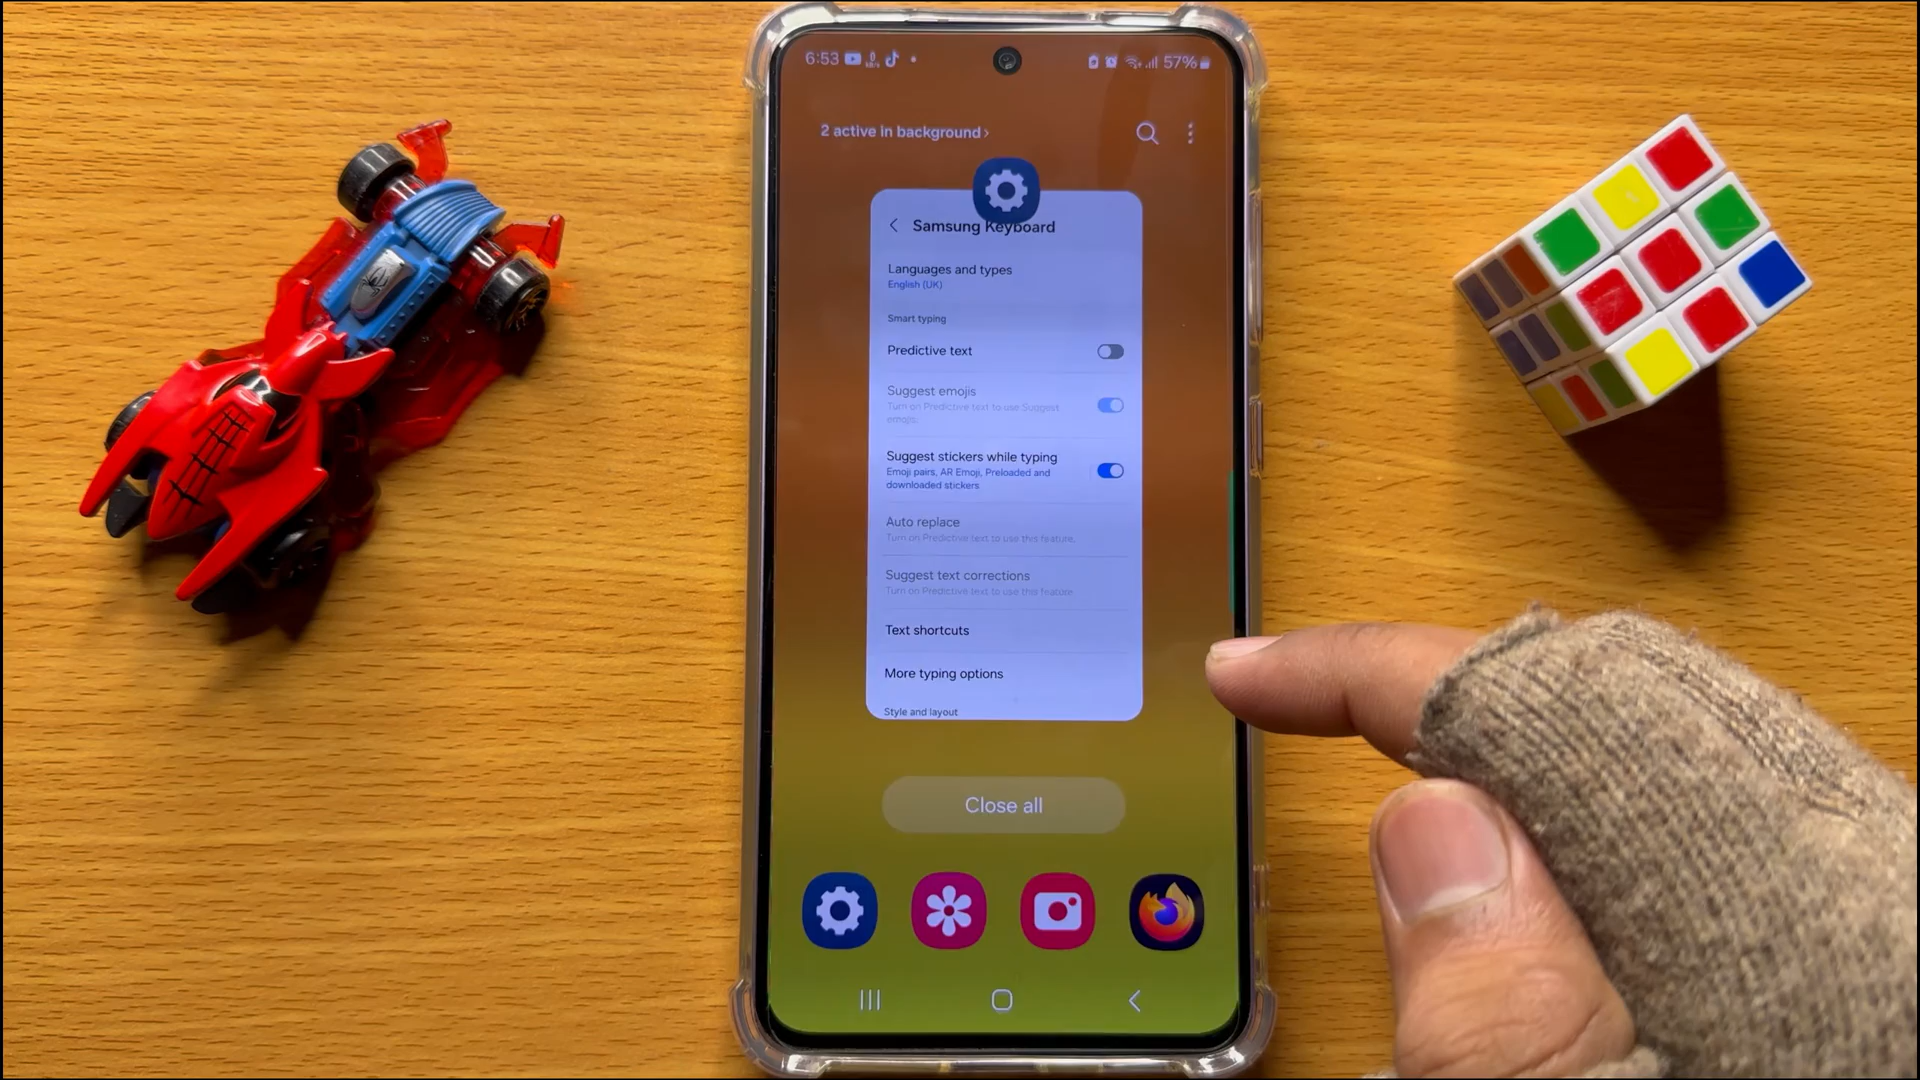 6:53
57%
2 active in background ›
Samsung Keyboard
Languages and types
English (UK)
Smart typing
Predictive text
Suggest emojis
Turn on Predictive text to use Suggest
emojis.
Suggest stickers while typing
Emoji pairs, AR Emoji, Preloaded and
downloaded stickers
Auto replace
Turn on Predictive text to use this feature.
Suggest text corrections
Turn on Predictive text to use this feature.
Text shortcuts
More typing options
Style and layout
Close all